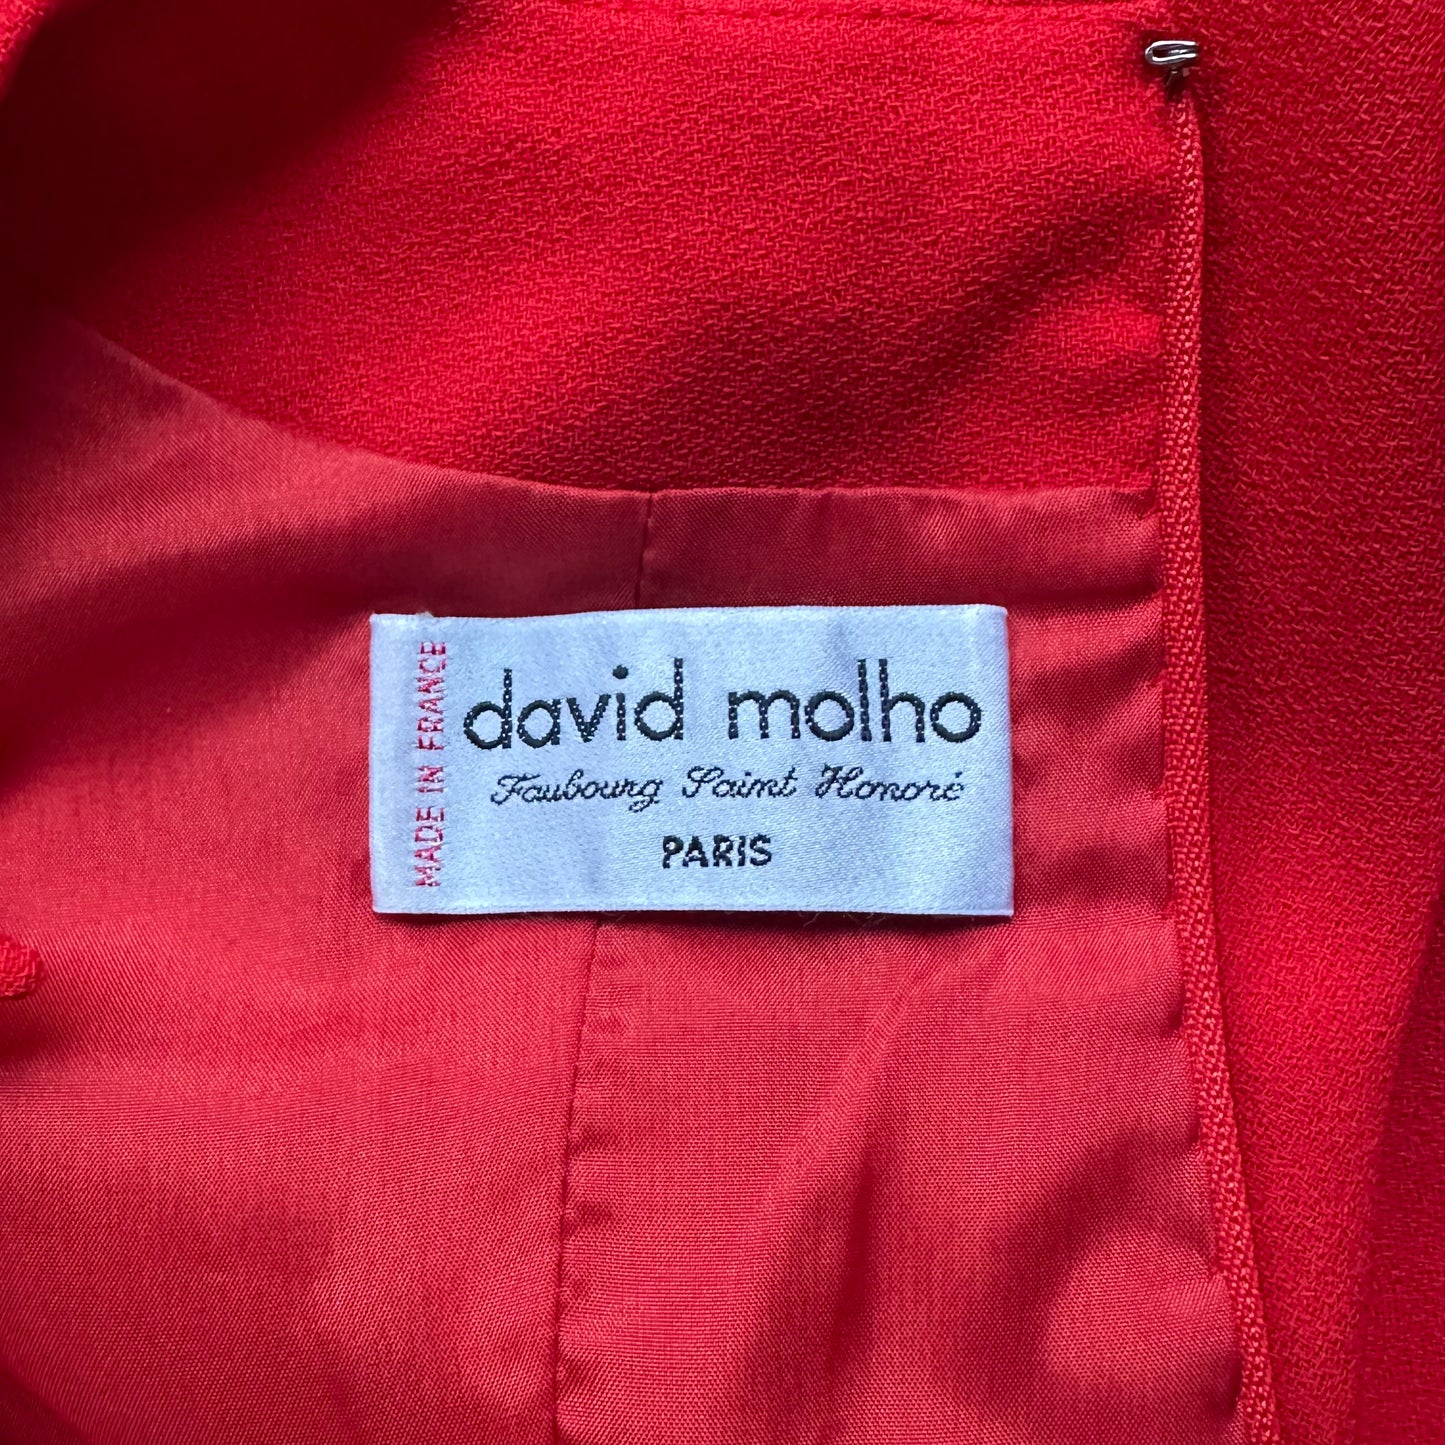 MADE IN FRANCE
david molho
Faubourg Saint Honoré
PARIS